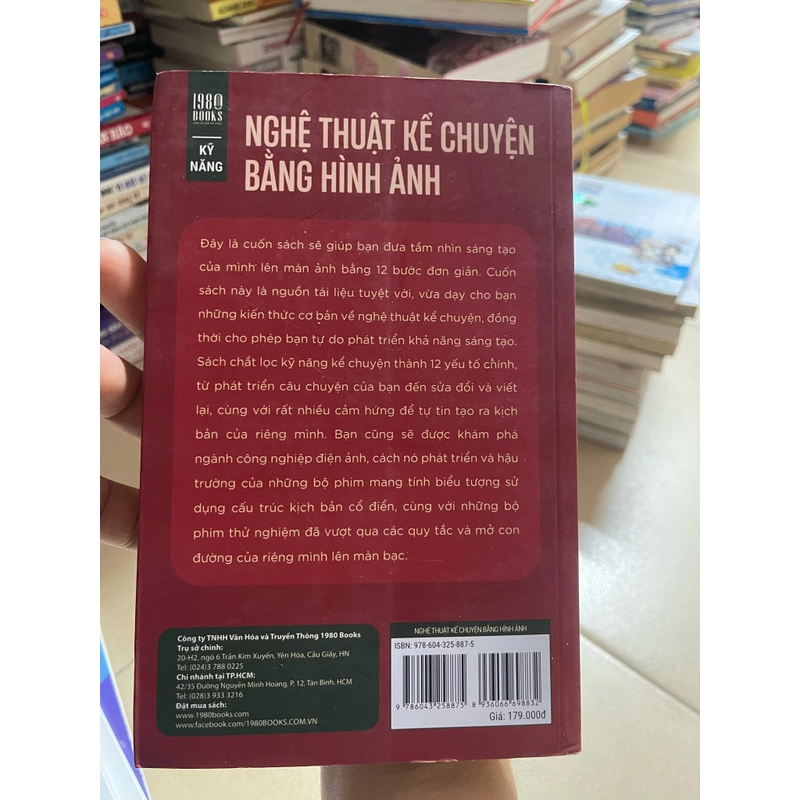 1980
BOOKS
KỸ
NĂNG
NGHỆ THUẬT KỂ CHUYỆN
BẰNG HÌNH ẢNH
Đây là cuốn sách sẽ giúp bạn đưa tầm nhìn sáng tạo
của mình lên màn ảnh bằng 12 bước đơn giản. Cuốn
sách này là nguồn tài liệu tuyệt vời, vừa dạy cho bạn
những kiến thức cơ bản về nghệ thuật kể chuyện, đồng
thời cho phép bạn tự do phát triển khả năng sáng tạo.
Sách chắt lọc kỹ năng kể chuyện thành 12 yếu tố chính,
từ phát triển câu chuyện của bạn đến sửa đổi và viết
lại, cùng với rất nhiều cảm hứng để tự tin tạo ra kịch
bản của riêng mình. Bạn cũng sẽ được khám phá
ngành công nghiệp điện ảnh, cách nó phát triển và hậu
trường của những bộ phim mang tính biểu tượng sử
dụng cấu trúc kịch bản cổ điển, cùng với những bộ
phim thử nghiệm đã vượt qua các quy tắc và mở con
đường của riêng mình lên màn bạc.
Công ty TNHH Văn Hóa và Truyền Thông 1980 Books
Trụ sở chính:
20-H2, ngõ 6 Trần Kim Xuyến, Yên Hòa, Cầu Giấy, HN
Tel: (024)3 788 0225
Chi nhánh tại TP.HCM:
42/35 Đường Nguyễn Minh Hoàng, P. 12, Tân Bình, HCM
Tel: (028)3 933 3216
Đặt mua sách:
www.1980books.com
www.facebook.com/1980BOOKS.COM.VN
NGHỆ THUẬT KỂ CHUYỆN BẰNG HÌNH ẢNH
ISBN: 978-604-325-887-5
9 786043 258875
8 936066 698832
Giá: 179.000đ